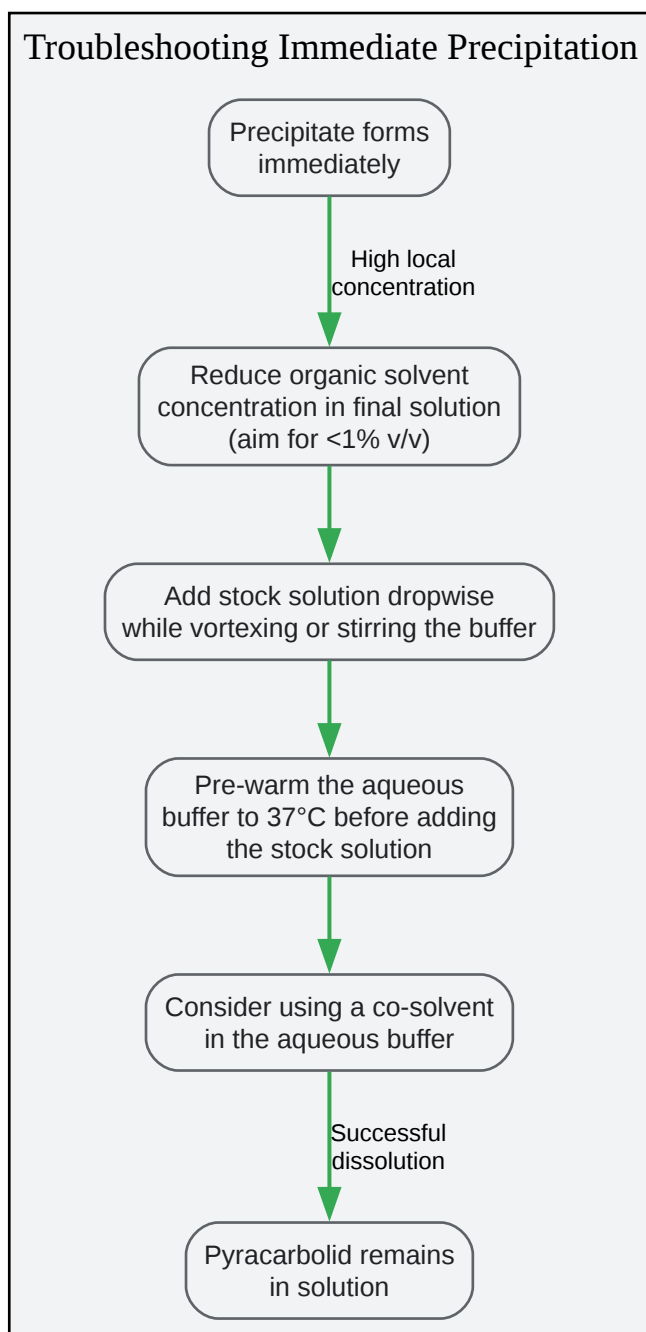 Troubleshooting Immediate Precipitation
Precipitate forms
immediately
High local
concentration
Reduce organic solvent
concentration in final solution
(aim for <1% v/v)
Add stock solution dropwise
while vortexing or stirring the buffer
Pre-warm the aqueous
buffer to 37°C before adding
the stock solution
Consider using a co-solvent
in the aqueous buffer
Successful
dissolution
Pyracarbolid remains
in solution